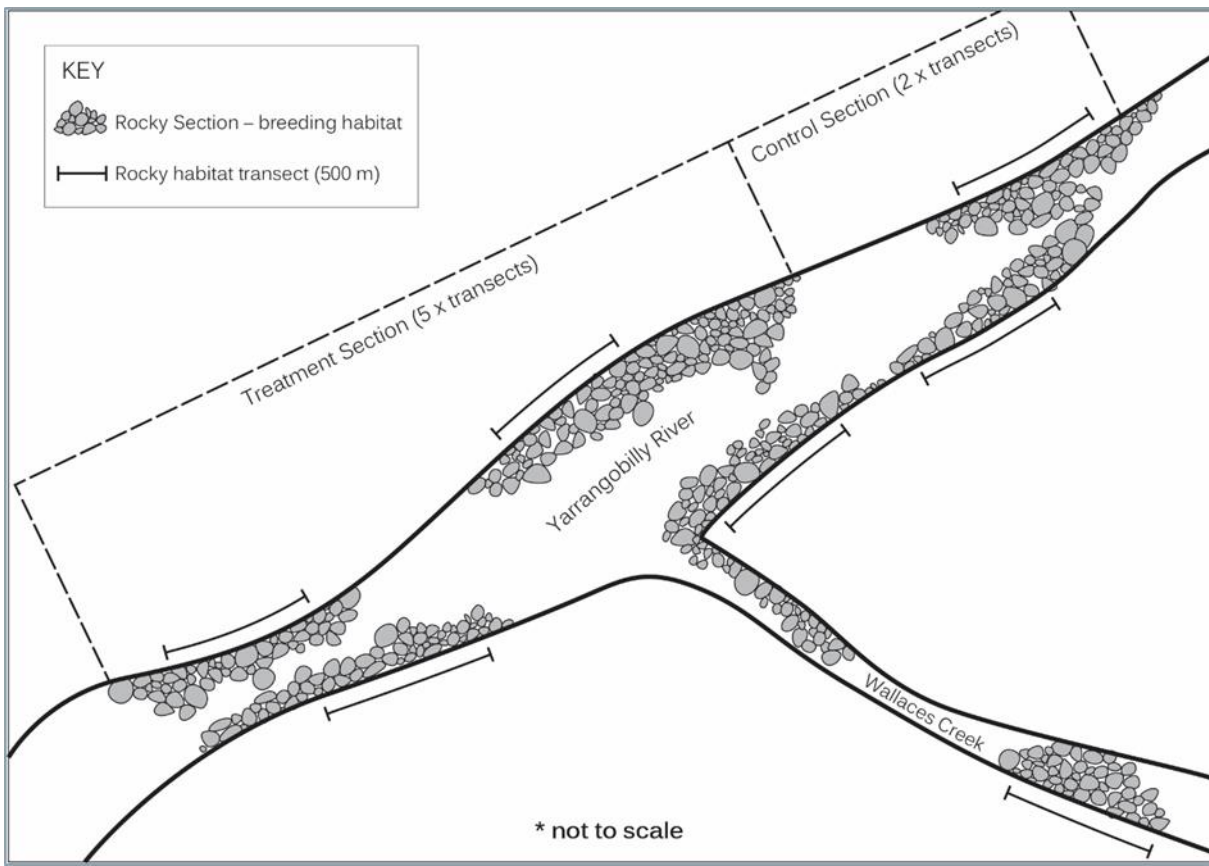 KEY
Rocky Section – breeding habitat
Rocky habitat transect (500 m)
Control Section (2 x transects)
Treatment Section (5 x transects)
Yarrangobilly River
Wallaces Creek
* not to scale